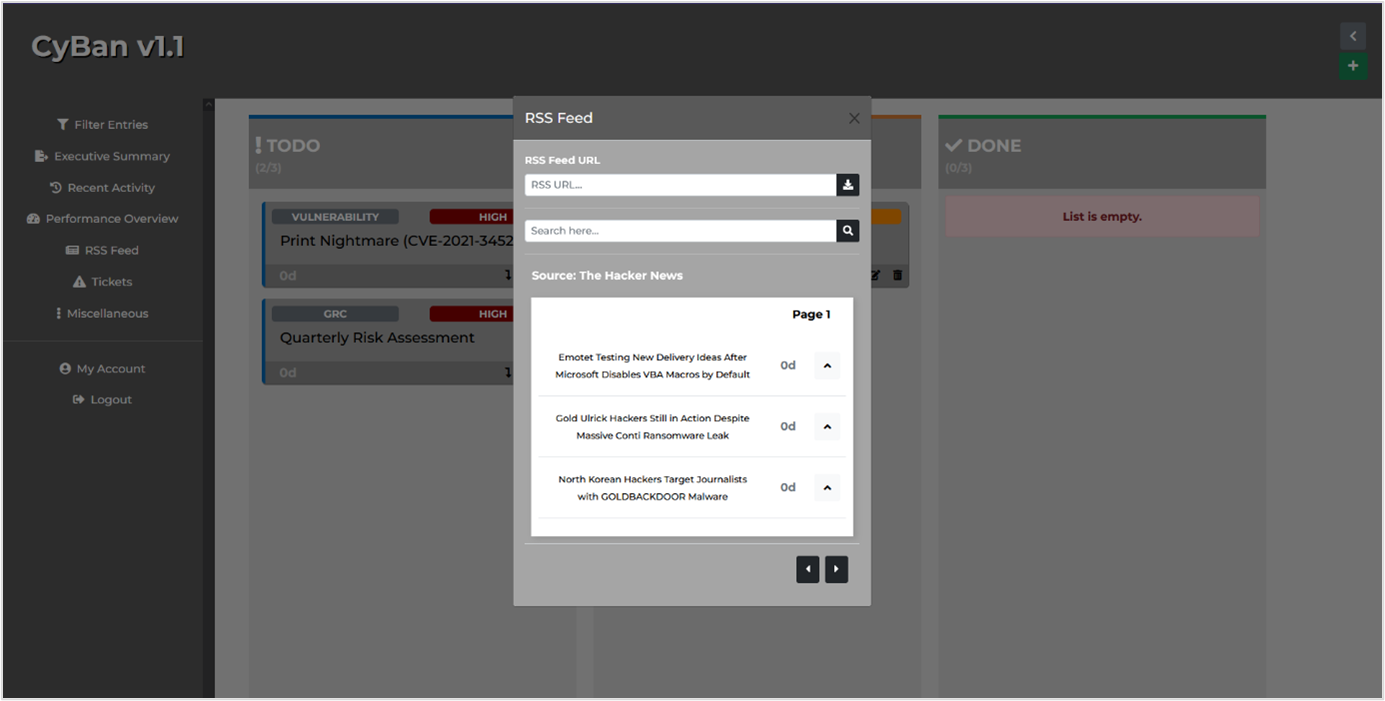 CyBan v1.1
Filter Entries
Executive Summary
Recent Activity
Performance Overview
RSS Feed
Tickets
Miscellaneous
My Account
Logout
TODO
(2/3)
VULNERABILITY
HIGH
Print Nightmare (CVE-2021-3452
0d
GRC
HIGH
Quarterly Risk Assessment
0d
RSS Feed
RSS Feed URL
RSS URL...
Search here...
Source: The Hacker News
Page 1
Emotet Testing New Delivery Ideas After
Microsoft Disables VBA Macros by Default
0d
Gold Ulrick Hackers Still in Action Despite
Massive Conti Ransomware Leak
0d
North Korean Hackers Target Journalists
with GOLDBACKDOOR Malware
0d
DONE
(0/3)
List is empty.